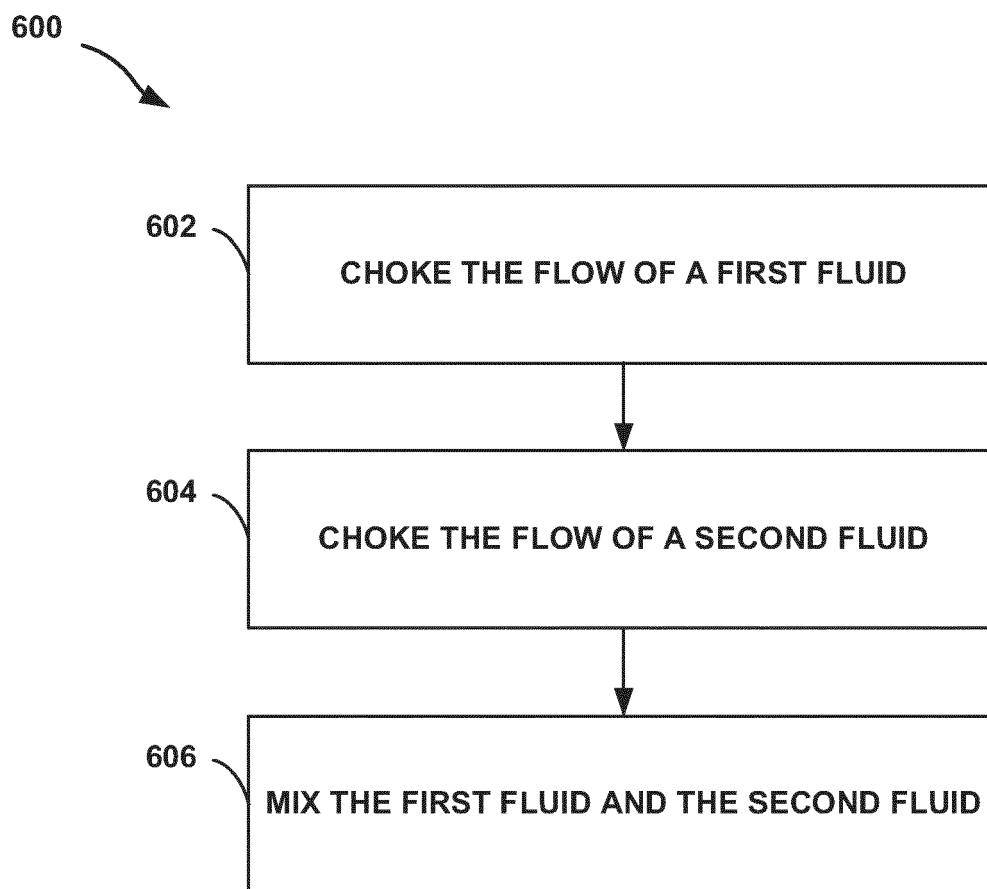 600
602
CHOKE THE FLOW OF A FIRST FLUID
604
CHOKE THE FLOW OF A SECOND FLUID
606
MIX THE FIRST FLUID AND THE SECOND FLUID